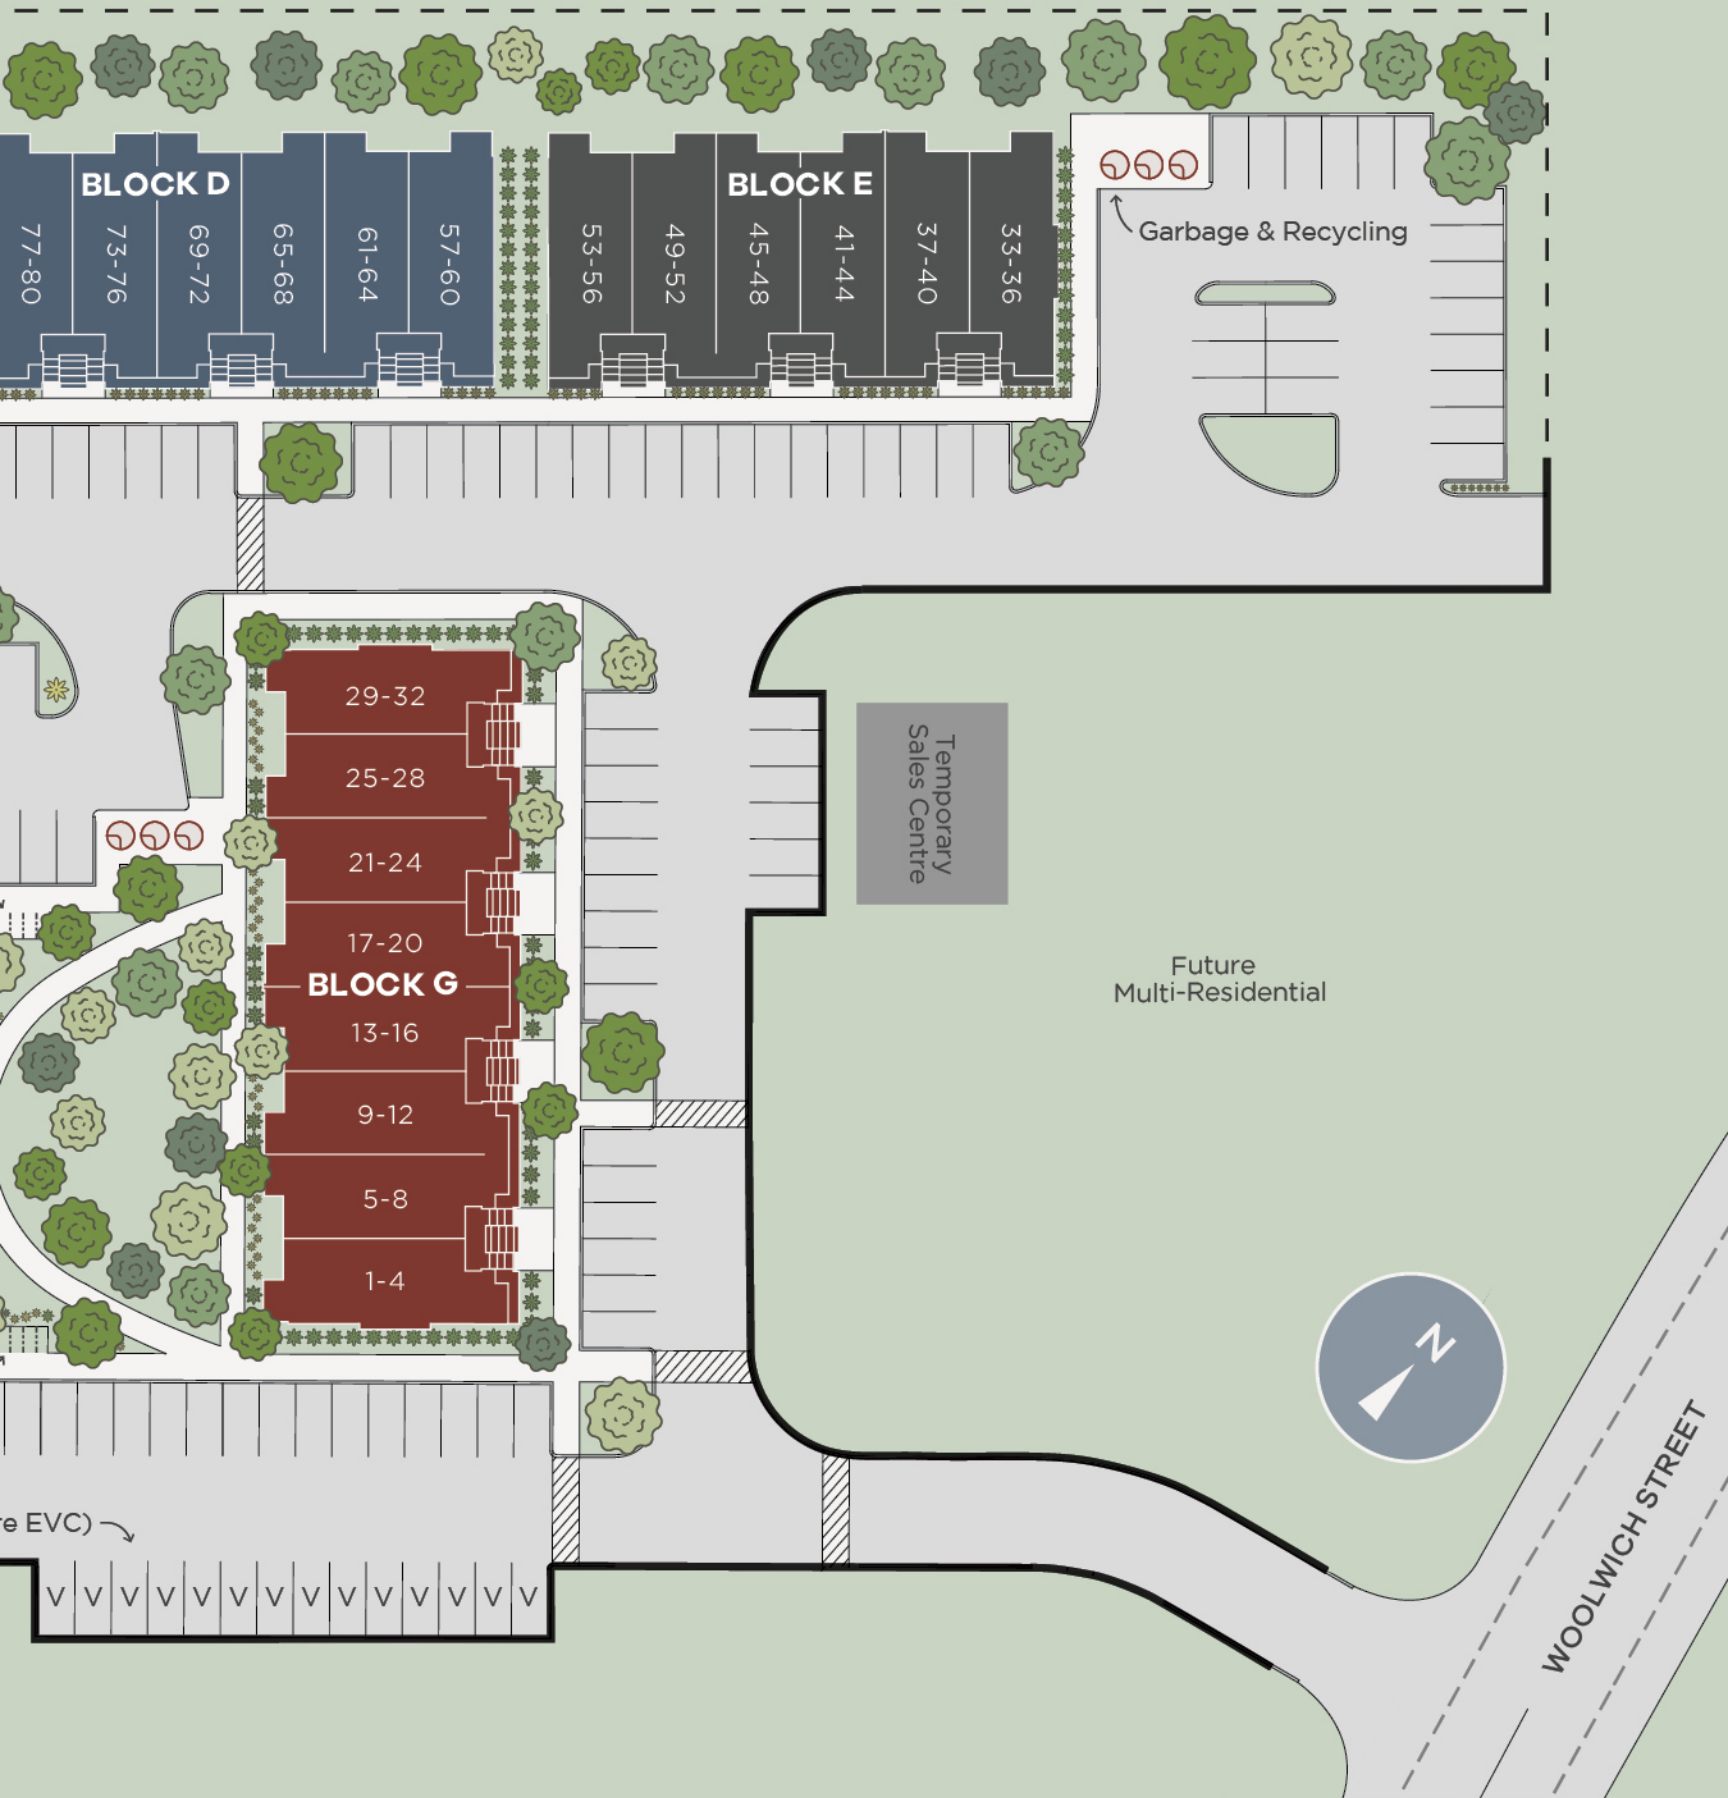 BLOCK D
77-80
73-76
69-72
65-68
61-64
57-60
BLOCK E
53-56
49-52
45-48
41-44
37-40
33-36
Garbage & Recycling
29-32
25-28
21-24
17-20
BLOCK G
13-16
9-12
5-8
1-4
Temporary
Sales Centre
Future
Multi-Residential
N
WOOLWICH STREET
EVC)
V V V V V V V V V V V V V V